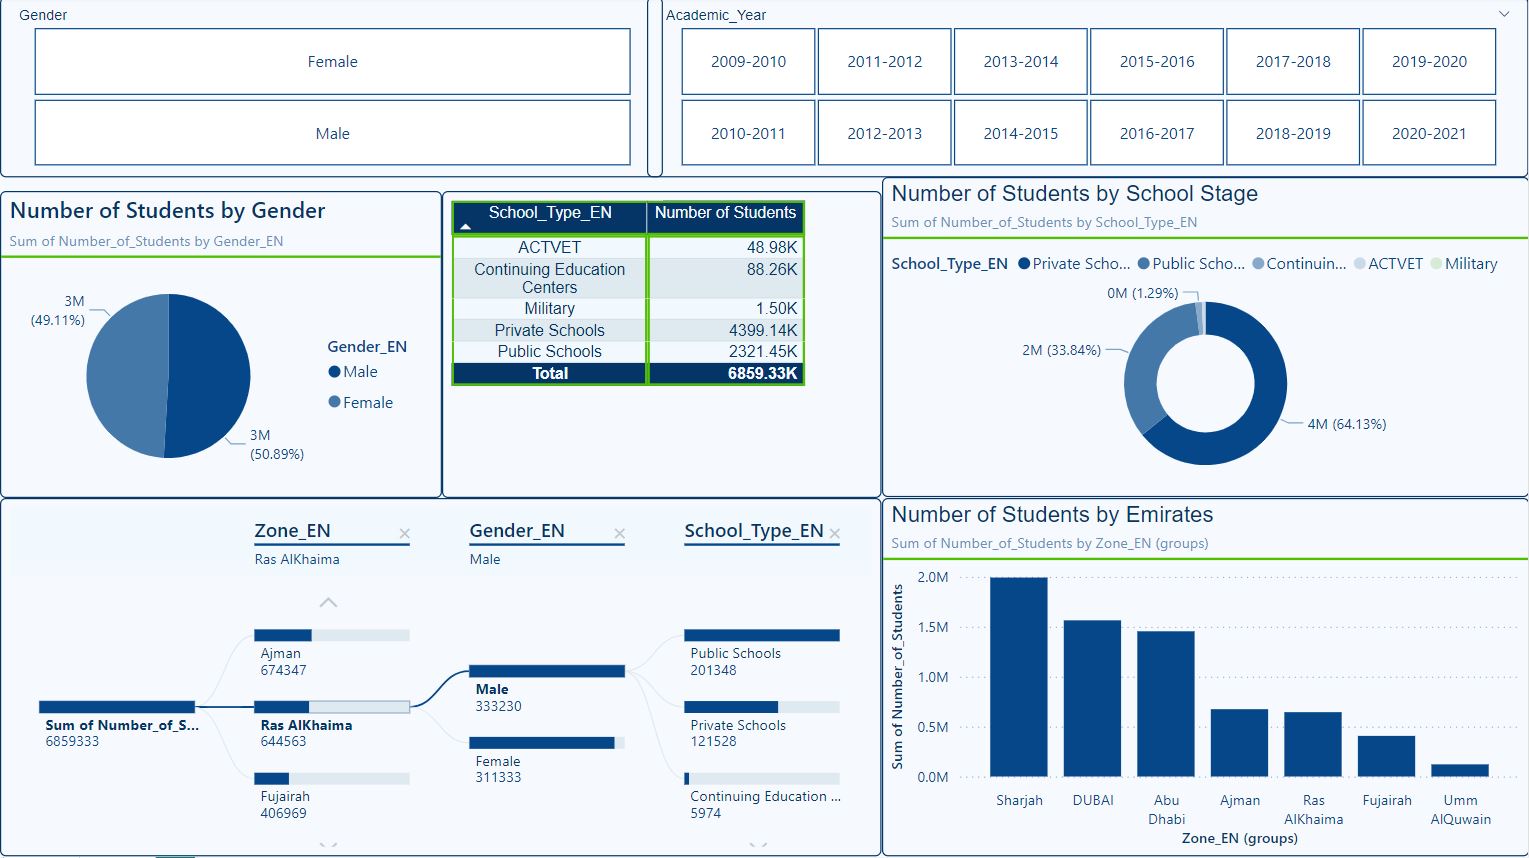 Gender
Female
Male
Academic_Year
2009-2010
2011-2012
2013-2014
2015-2016
2017-2018
2019-2020
2010-2011
2012-2013
2014-2015
2016-2017
2018-2019
2020-2021
Number of Students by Gender
Sum of Number_of_Students by Gender_EN
3M
(49.11%)
3M
(50.89%)
Gender_EN
Male
Female
School_Type_EN Number of Students
ACTVET 48.98K
Continuing Education
Centers 88.26K
Military 1.50K
Private Schools 4399.14K
Public Schools 2321.45K
Total 6859.33K
Number of Students by School Stage
Sum of Number_of_Students by School_Type_EN
School_Type_EN Private Scho... Public Scho... Continuin... ACTVET Military
0M (1.29%)
2M (33.84%)
4M (64.13%)
Zone_EN
Ras AlKhaima
Gender_EN
Male
School_Type_EN
Sum of Number_of_S...
6859333
Ajman
674347
Ras AlKhaima
644563
Fujairah
406969
Male
333230
Female
311333
Public Schools
201348
Private Schools
121528
Continuing Education ...
5974
Number of Students by Emirates
Sum of Number_of_Students by Zone_EN (groups)
Sum of Number_of_Students
2.0M
1.5M
1.0M
0.5M
0.0M
Sharjah
DUBAI
Abu
Dhabi
Ajman
Ras
AlKhaima
Fujairah
Umm
AlQuwain
Zone_EN (groups)